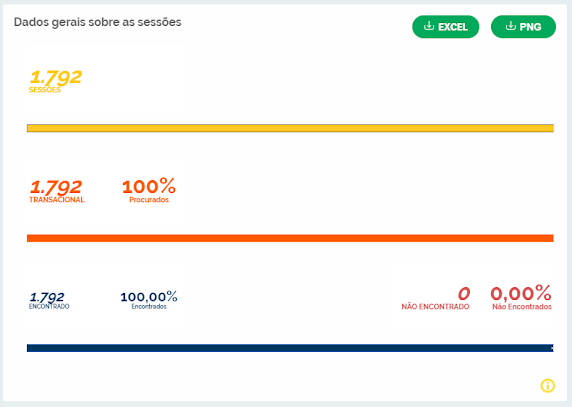 Dados gerais sobre as sessões
EXCEL
PNG
1.792
SESSÕES
1.792 100%
TRANSACIONAL Procurados
1.792 100,00% 0 0,00%
ENCONTRADO Encontrados NÃO ENCONTRADO Não Encontrados